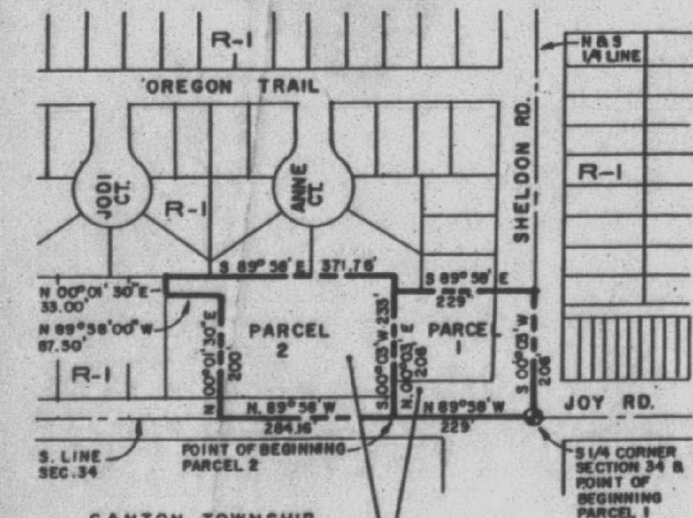 R-1
N & S
1/4 LINE
OREGON TRAIL
SHELDON RD.
JODI
CT.
ANNE
CT.
R-1
R-1
S 89° 58' E 371.76'
S 89° 58' E
229'
N 00° 01' 30" E
33.00'
N 89° 58' 00" W
87.50'
PARCEL
2
PARCEL
1
N 00° 01' 30" E
200'
S. 00° 03' W 233'
N. 00° 03' E
206'
S 00° 03' W
206'
R-1
N. 89° 58' W
284.16'
N 89° 58' W
229'
JOY RD.
S. LINE
SEC. 34
POINT OF BEGINNING
PARCEL 2
S 1/4 CORNER
SECTION 34 &
POINT OF
BEGINNING
PARCEL 1
CANTON TOWNSHIP